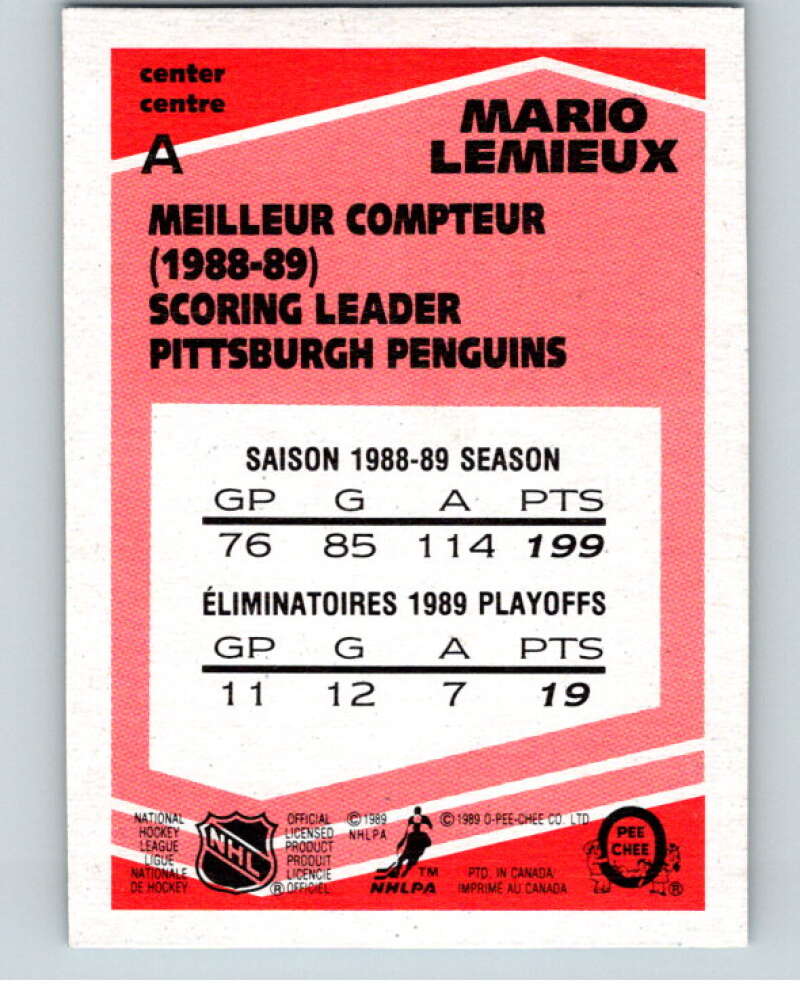 center
centre
A
MARIO
LEMIEUX
MEILLEUR COMPTEUR
(1988-89)
SCORING LEADER
PITTSBURGH PENGUINS
SAISON 1988-89 SEASON
GP G A PTS
76 85 114 199
ÉLIMINATOIRES 1989 PLAYOFFS
GP G A PTS
11 12 7 19
NATIONAL
HOCKEY
LEAGUE
LIGUE
NATIONALE
DE HOCKEY
NHL
®
OFFICIAL
LICENSED
PRODUCT
PRODUIT
LICENCIE
OFFICIEL
©1989
NHLPA
TM
NHLPA
©1989 O-PEE-CHEE CO. LTD.
PTD. IN CANADA/
IMPRIMÉ AU CANADA
O
PEE
CHEE
®